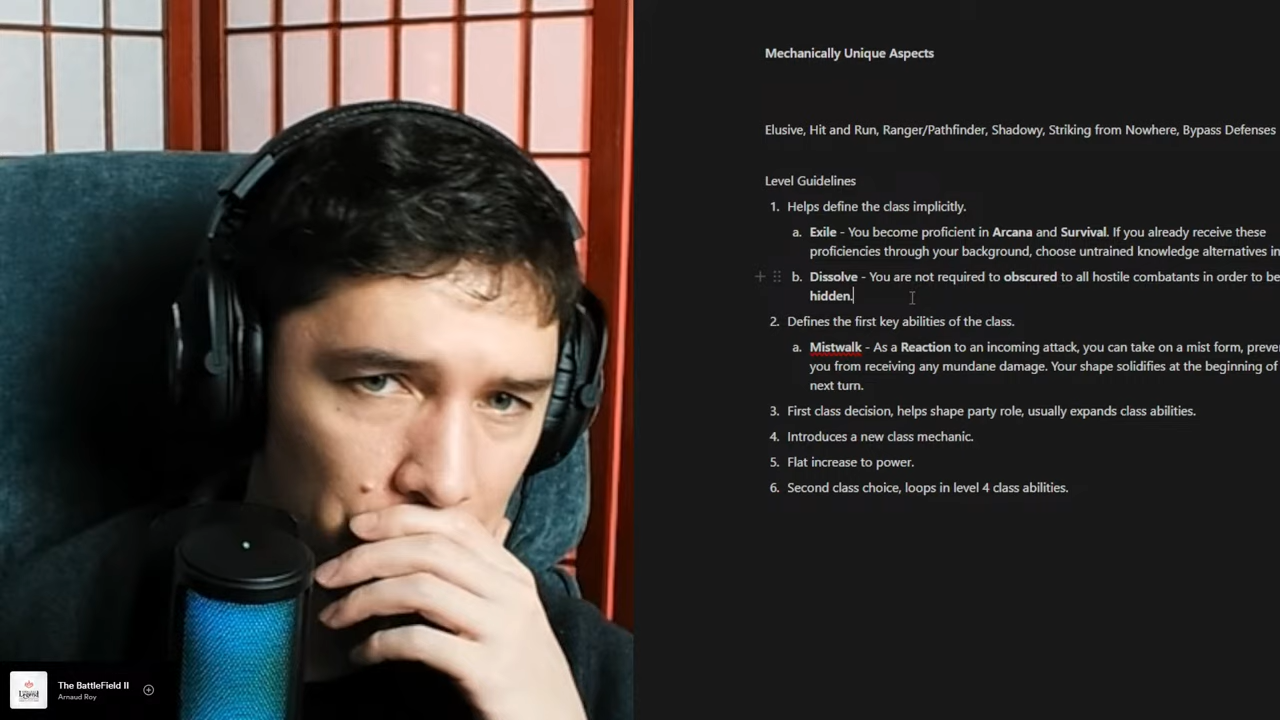 Mechanically Unique Aspects
Elusive, Hit and Run, Ranger/Pathfinder, Shadowy, Striking from Nowhere, Bypass Defenses
Level Guidelines
1. Helps define the class implicitly.
a. Exile - You become proficient in Arcana and Survival. If you already receive these
proficiencies through your background, choose untrained knowledge alternatives in
b. Dissolve - You are not required to obscured to all hostile combatants in order to be
hidden.
2. Defines the first key abilities of the class.
a. Mistwalk - As a Reaction to an incoming attack, you can take on a mist form, preve
you from receiving any mundane damage. Your shape solidifies at the beginning of
next turn.
3. First class decision, helps shape party role, usually expands class abilities.
4. Introduces a new class mechanic.
5. Flat increase to power.
6. Second class choice, loops in level 4 class abilities.
Legend
The BattleField II
Arnaud Roy